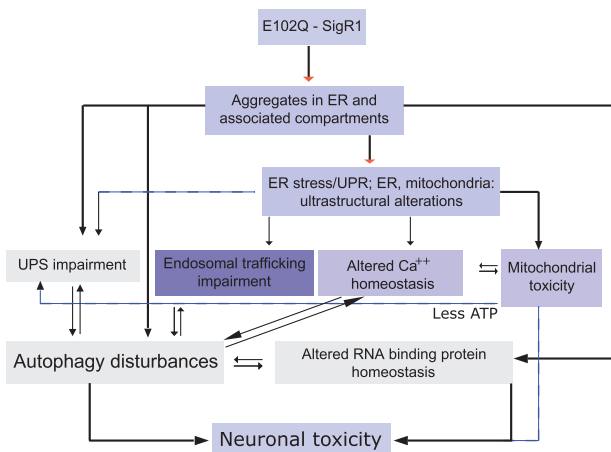 E102Q - SigR1
Aggregates in ER and
associated compartments
ER stress/UPR; ER, mitochondria:
ultrastructural alterations
UPS impairment
Endosomal trafficking
impairment
Altered Ca++
homeostasis
Mitochondrial
toxicity
Less ATP
Autophagy disturbances
Altered RNA binding protein
homeostasis
Neuronal toxicity